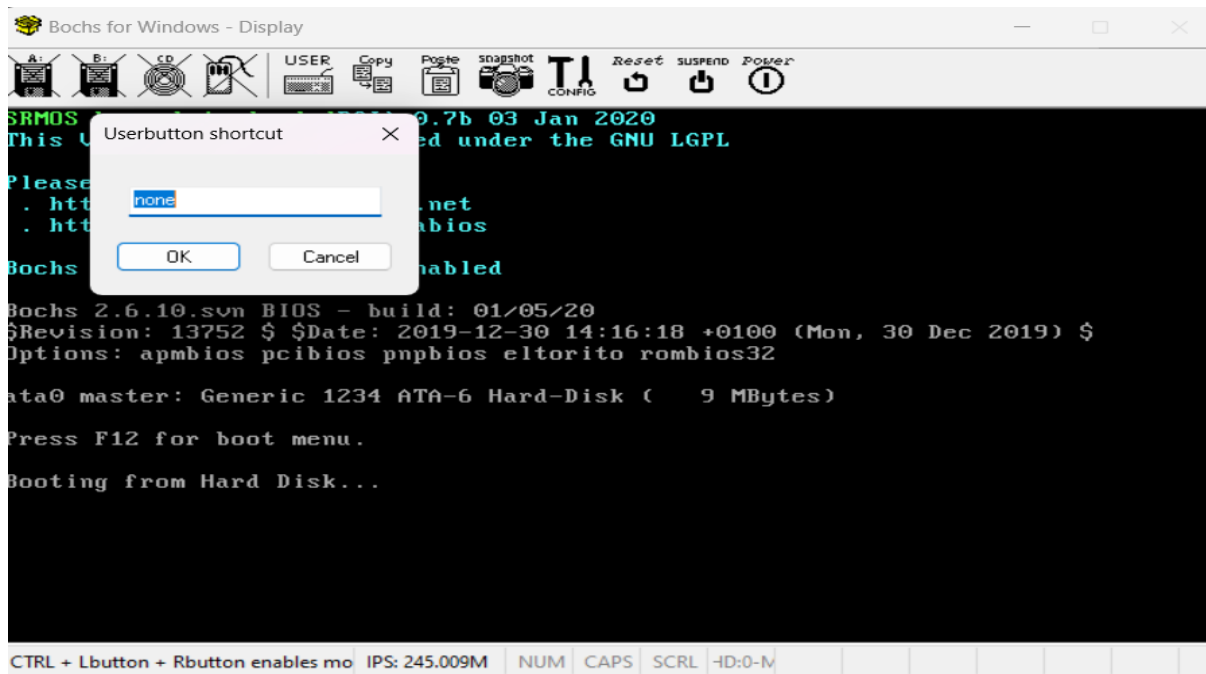 Bochs for Windows - Display
A: B: CD USER Copy Paste snapshot CONFIG Reset SUSPEND Power
SRMOS 0.7b 03 Jan 2020
This V ed under the GNU LGPL
Userbutton shortcut
Please
none
. htt .net
. htt abios
OK Cancel
Bochs nabled
Bochs 2.6.10.svn BIOS - build: 01/05/20
$Revision: 13752 $ $Date: 2019-12-30 14:16:18 +0100 (Mon, 30 Dec 2019) $
Options: apmbios pcibios pnpbios eltorito rombios32
ata0 master: Generic 1234 ATA-6 Hard-Disk (   9 MBytes)
Press F12 for boot menu.
Booting from Hard Disk...
CTRL + Lbutton + Rbutton enables mo IPS: 245.009M NUM CAPS SCRL HD:0-M